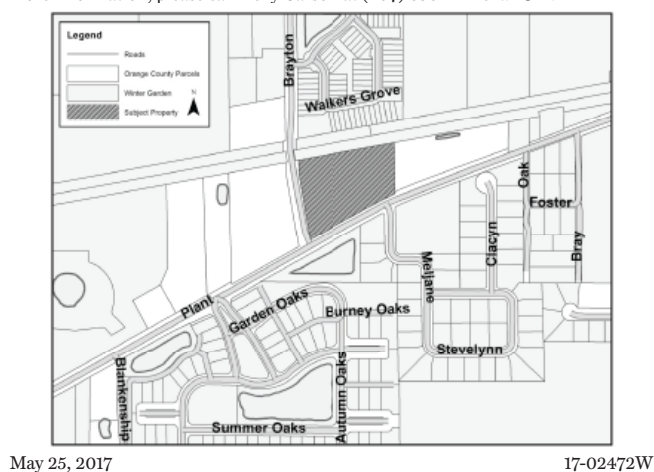 Legend
Roads
Orange County Parcels
Winter Garden
Subject Property
N
Brayton
Walkers Grove
Oak
Foster
Bray
Clacyn
Meljane
Plant
Garden Oaks
Burney Oaks
Stevelynn
Blankenship
Autumn Oaks
Summer Oaks
May 25, 2017
17-02472W